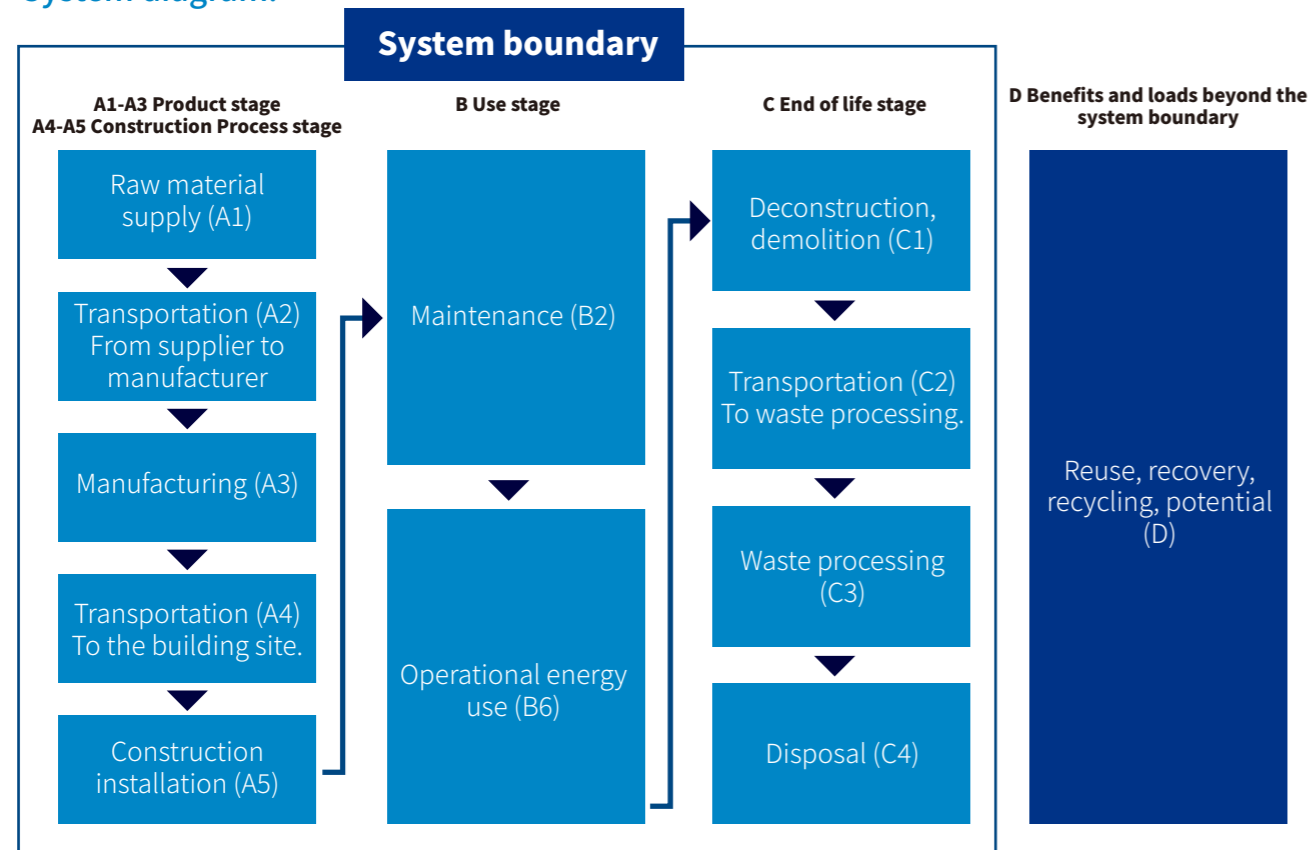 System diagram:
System boundary
A1-A3 Product stage
A4-A5 Construction Process stage
Raw material
supply (A1)
Transportation (A2)
From supplier to
manufacturer
Manufacturing (A3)
Transportation (A4)
To the building site.
Construction
installation (A5)
B Use stage
Maintenance (B2)
Operational energy
use (B6)
C End of life stage
Deconstruction,
demolition (C1)
Transportation (C2)
To waste processing.
Waste processing
(C3)
Disposal (C4)
D Benefits and loads beyond the
system boundary
Reuse, recovery,
recycling, potential
(D)